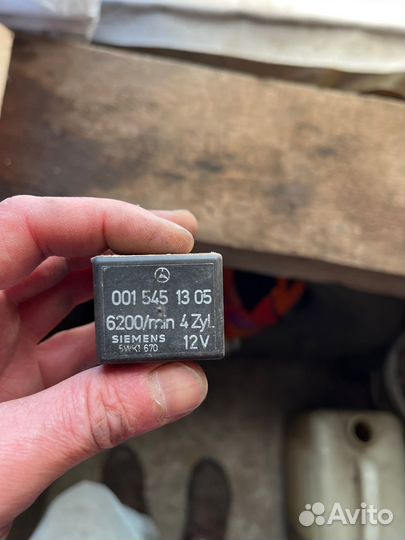 001 545 13 05
6200/min 4 Zyl.
SIEMENS 12V
5WK1 670
Avito